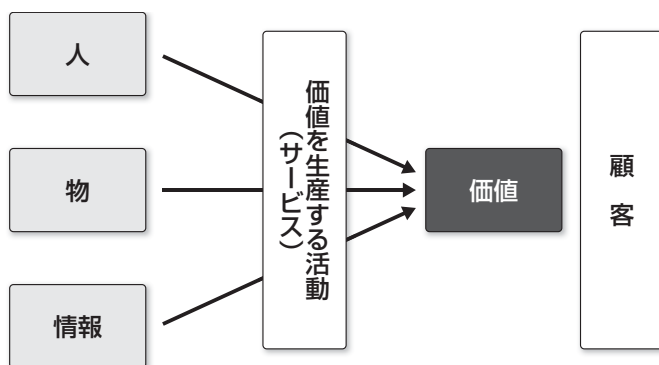 人
物
情報
価値を生産する活動
（サービス）
価値
顧客